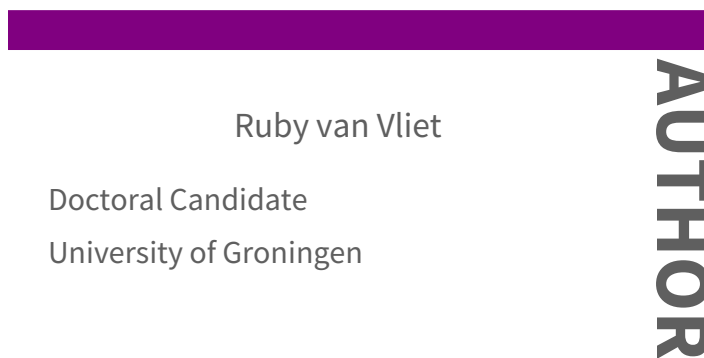 Ruby van Vliet
Doctoral Candidate
University of Groningen
AUTHOR